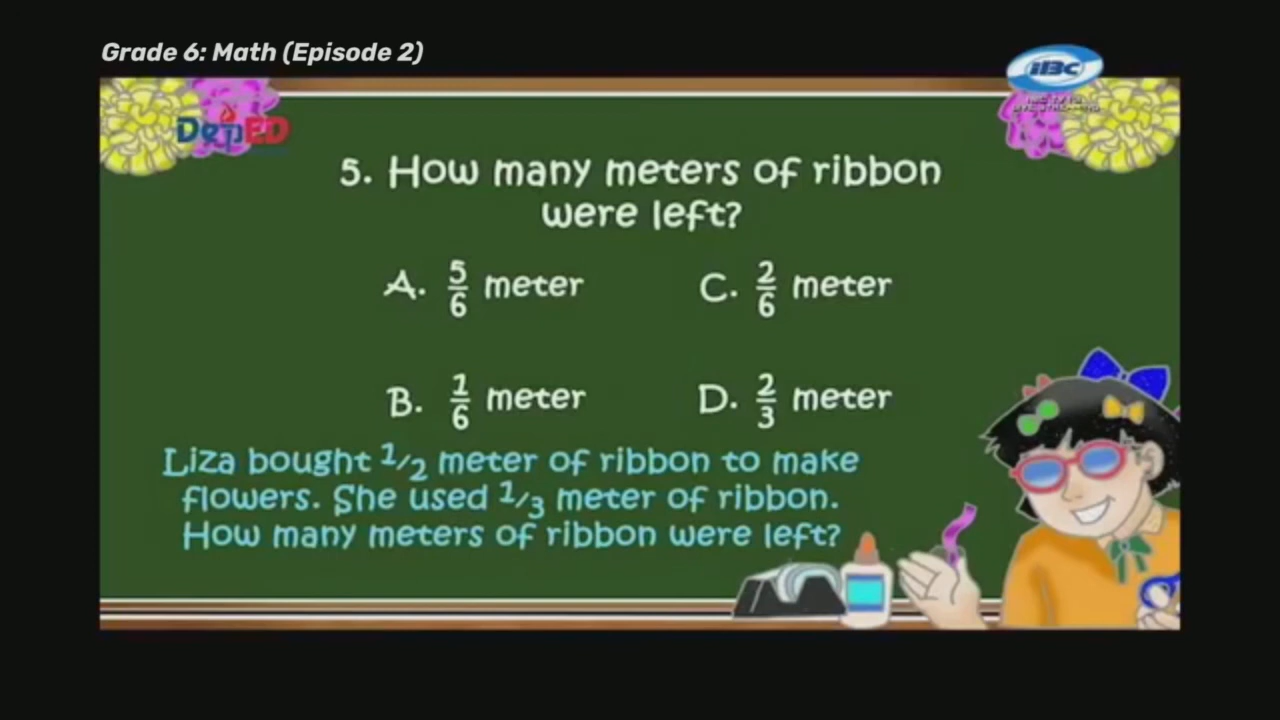 Grade 6: Math (Episode 2)
iBC
DepED
5. How many meters of ribbon
were left?
A. 5/6 meter
C. 2/6 meter
B. 1/6 meter
D. 2/3 meter
Liza bought 1/2 meter of ribbon to make
flowers. She used 1/3 meter of ribbon.
How many meters of ribbon were left?